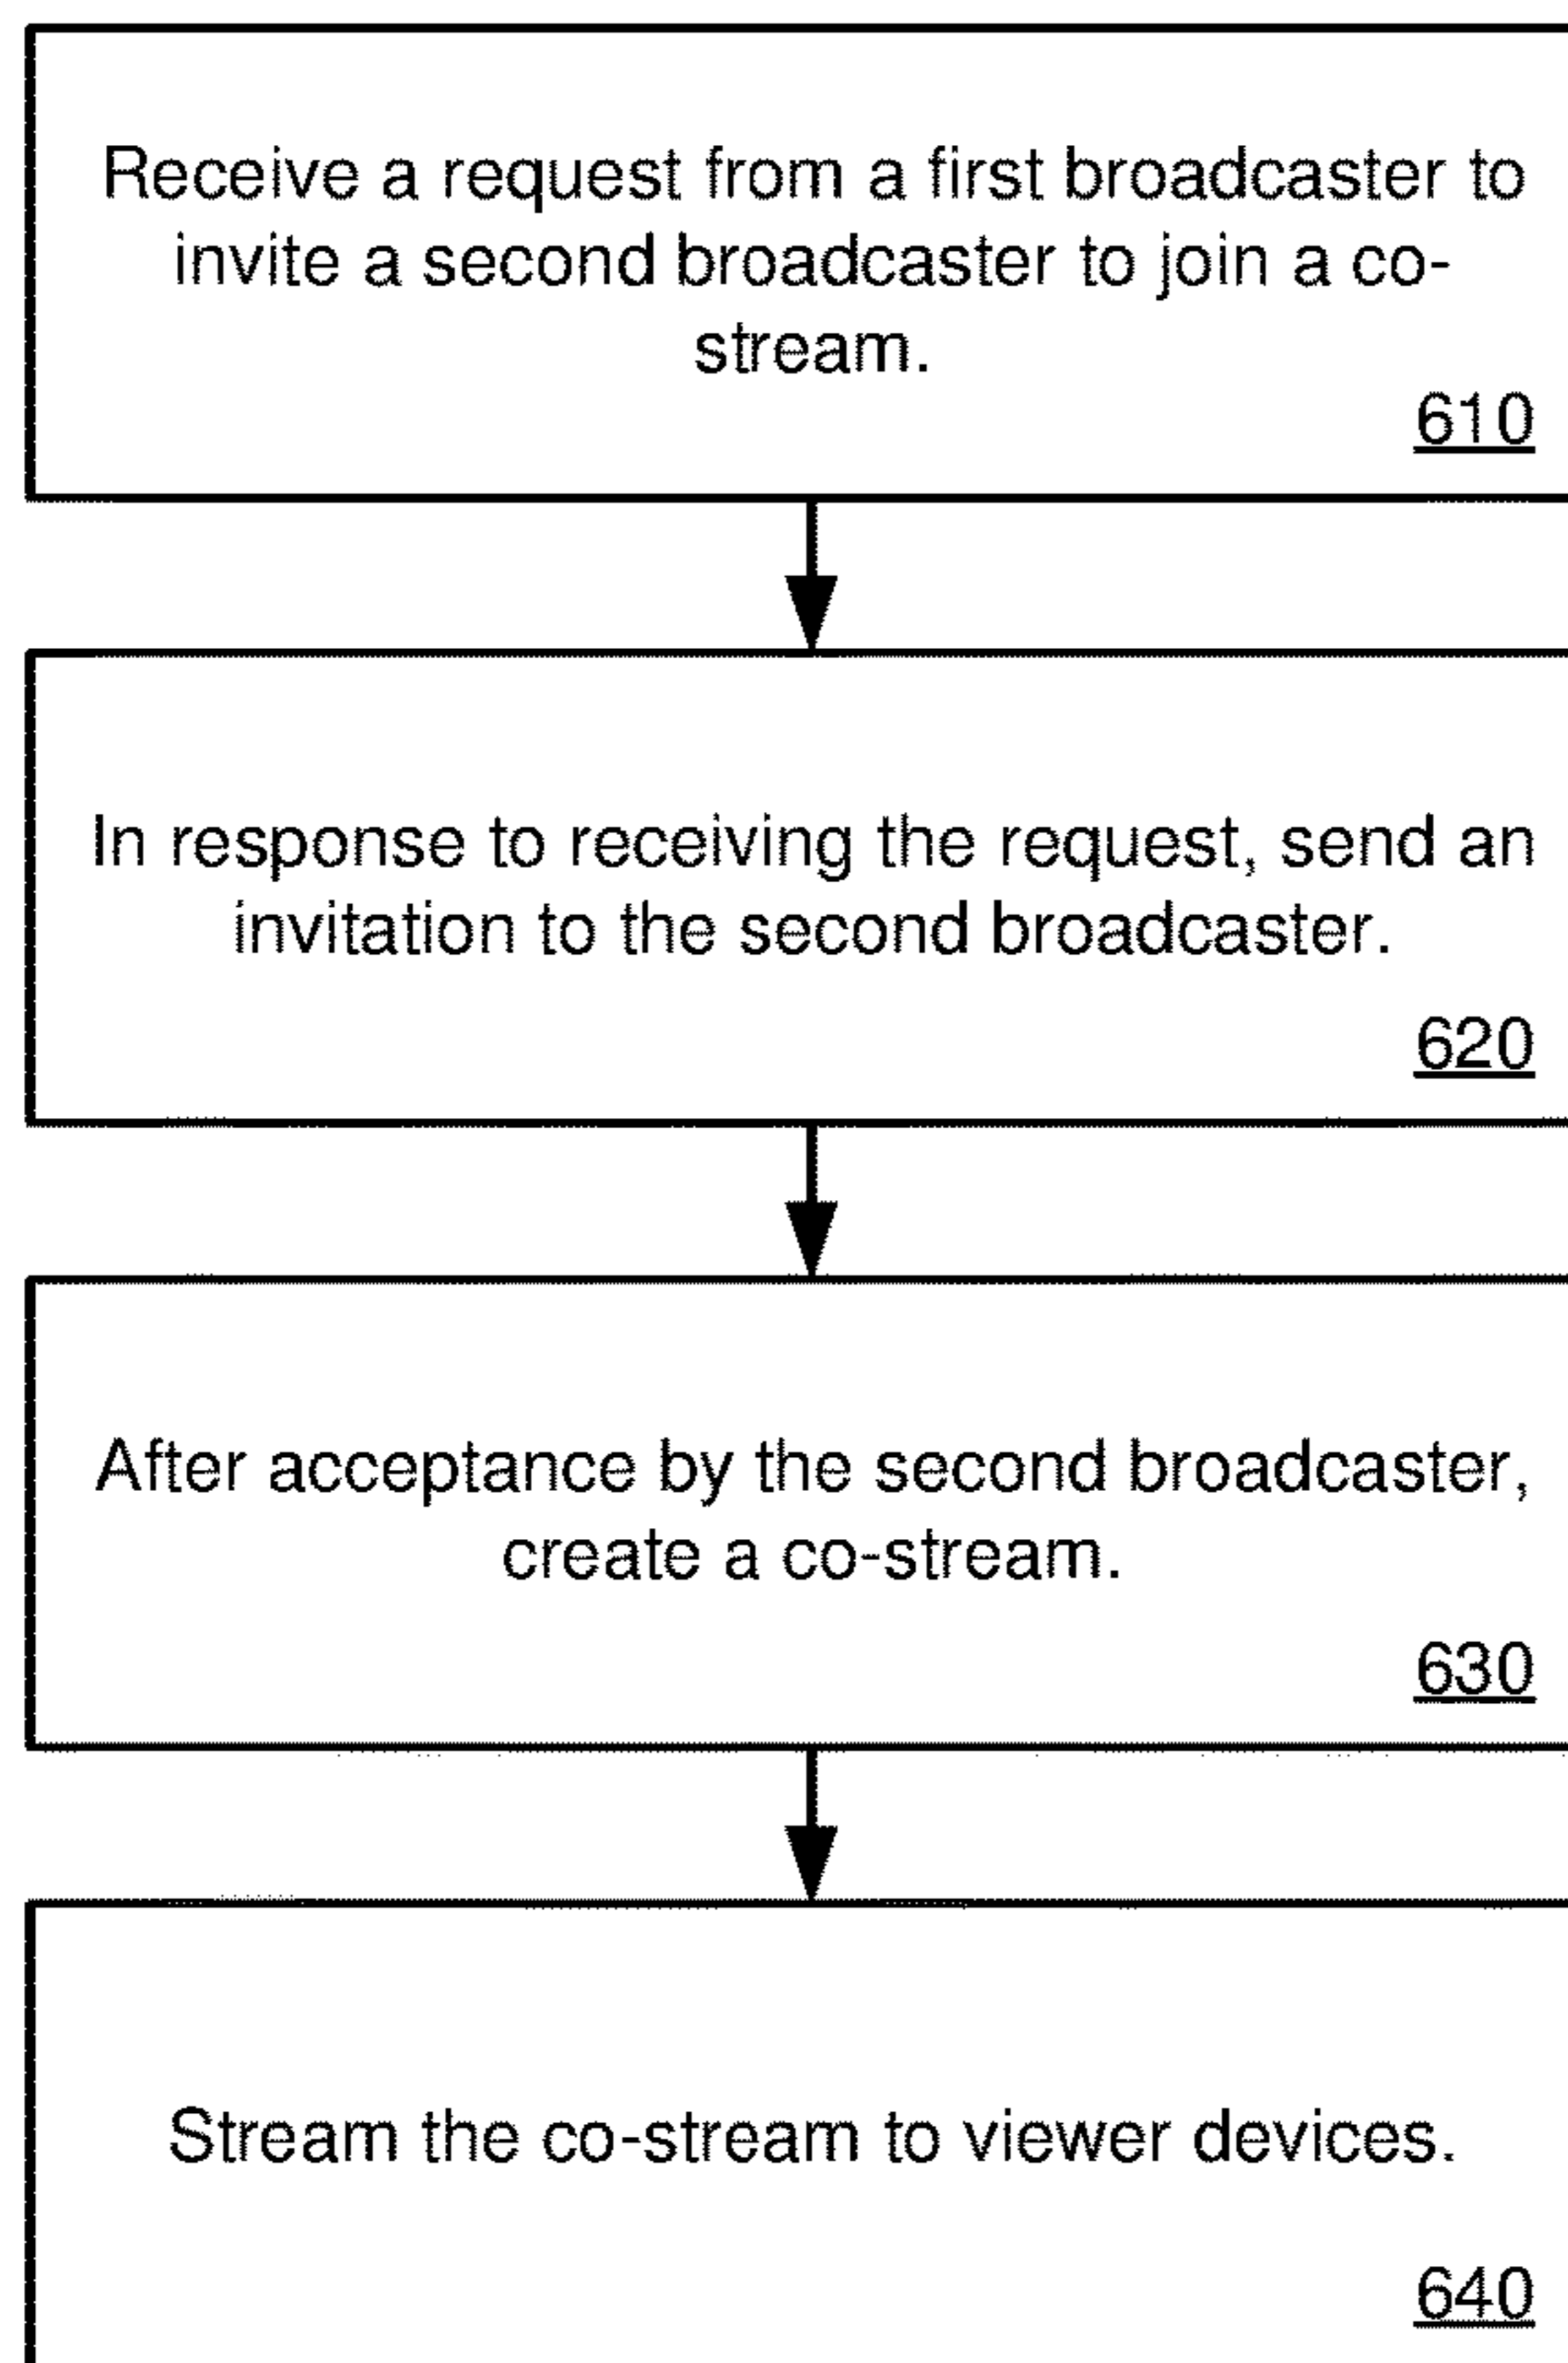 Receive a request from a first broadcaster to
invite a second broadcaster to join a co-
stream.
610
In response to receiving the request, send an
invitation to the second broadcaster.
620
After acceptance by the second broadcaster,
create a co-stream.
630
Stream the co-stream to viewer devices.
640